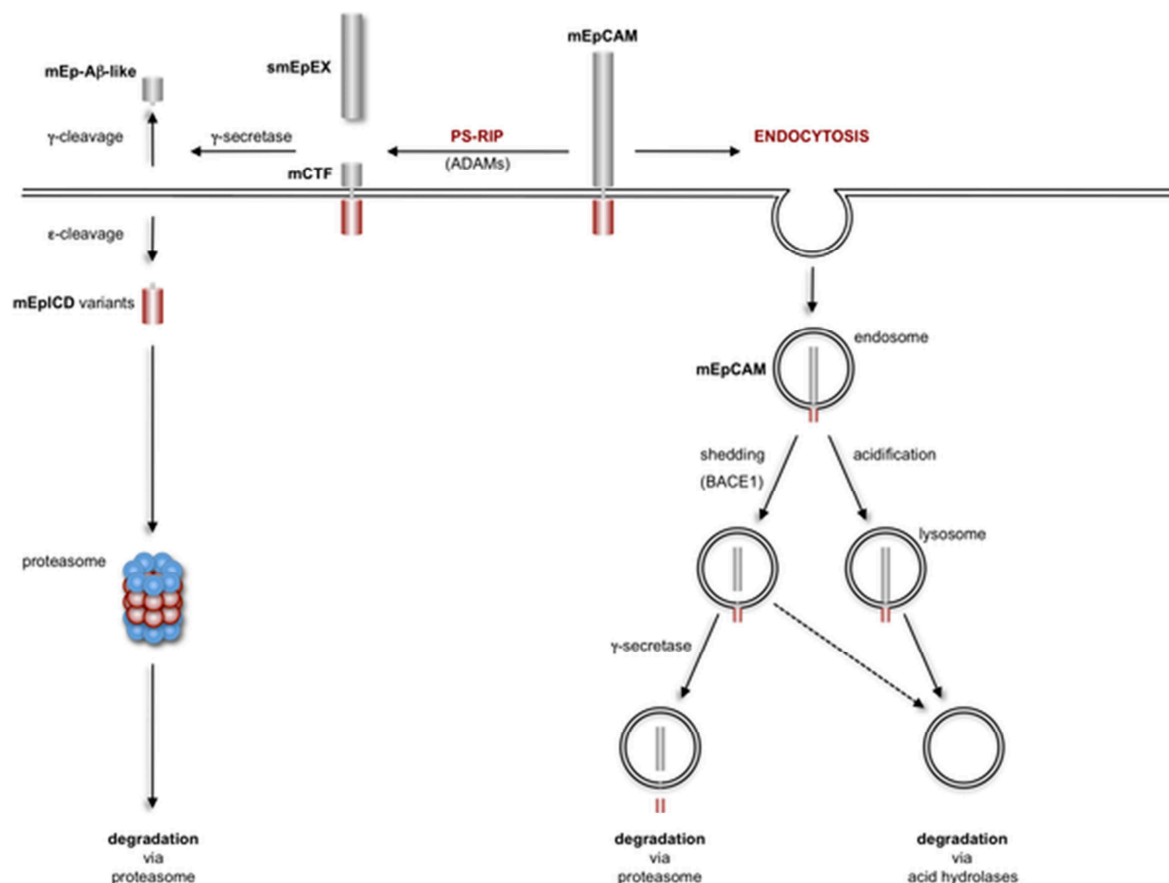 mEpCAM
smEpEX
mEp-Aβ-like
γ-cleavage
γ-secretase
PS-RIP
(ADAMs)
ENDOCYTOSIS
mCTF
ε-cleavage
mEpICD variants
endosome
mEpCAM
shedding
(BACE1)
acidification
proteasome
lysosome
γ-secretase
degradation
via
proteasome
degradation
via
proteasome
degradation
via
acid hydrolases